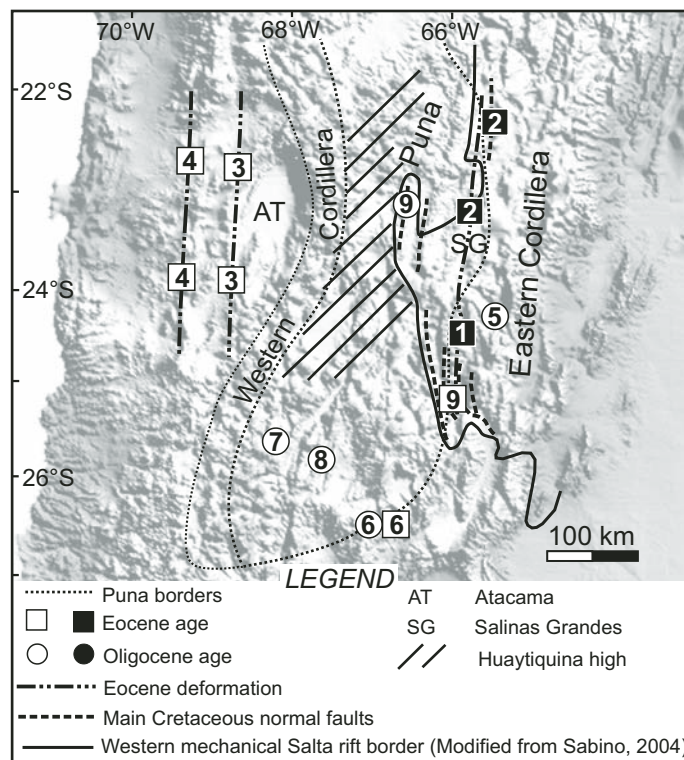 70°W 68°W 66°W
22°S
2
4 3
Cordillera
Puna
AT
9 2
SG
Eastern Cordillera
4 3
24°S
5
1
Western
9
7
8
26°S
6 6
100 km
LEGEND
Puna borders
Eocene age
Oligocene age
Eocene deformation
Main Cretaceous normal faults
Western mechanical Salta rift border (Modified from Sabino, 2004)
AT Atacama
SG Salinas Grandes
Huaytiquina high